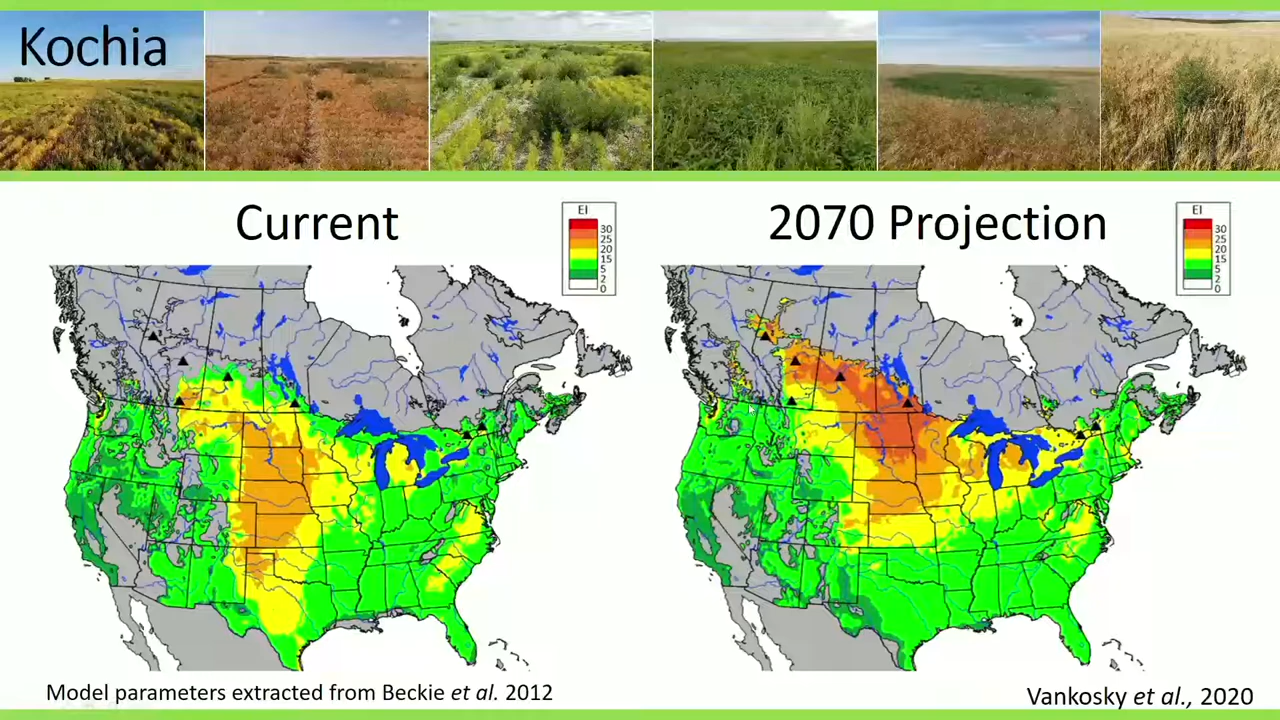 Kochia
Current
2070 Projection
EI
30
25
20
15
5
2
0
EI
30
25
20
15
5
2
0
Model parameters extracted from Beckie et al. 2012
Vankosky et al., 2020